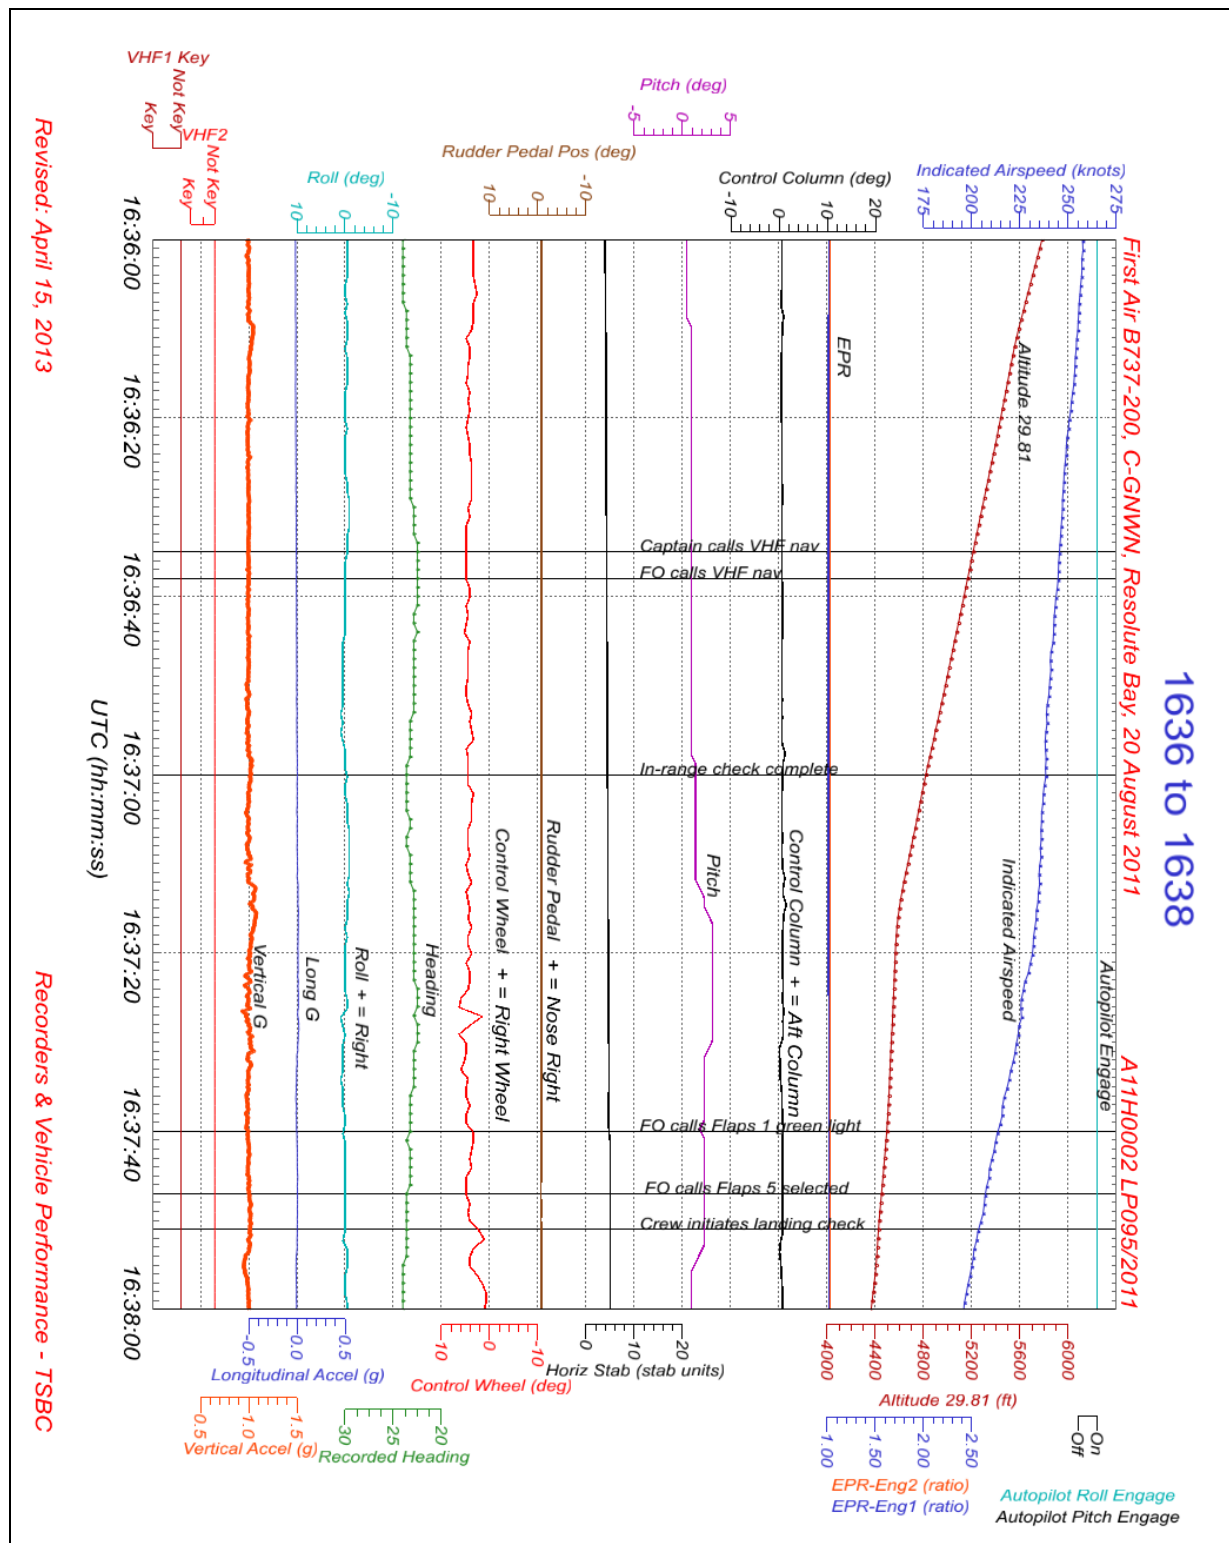 1636 to 1638
First Air B737-200, C-GNWN, Resolute Bay, 20 August 2011
A11H0002 LP095/2011
Indicated Airspeed (knots)
175 200 225 250 275
Control Column (deg)
-10 0 10 20
Pitch (deg)
-5 0 5
Rudder Pedal Pos (deg)
10 0 -10
Roll (deg)
10 0 -10
VHF2
Not Key
Key
VHF1 Key
Not Key
Key
Autopilot Engage
Altitude 29.81
Indicated Airspeed
EPR
Control Column + = Aft Column
Pitch
Rudder Pedal + = Nose Right
Control Wheel + = Right Wheel
Heading
Roll + = Right
Long G
Vertical G
Captain calls VHF nav
FO calls VHF nav
In-range check complete
FO calls Flaps 1 green light
FO calls Flaps 5 selected
Crew initiates landing check
16:36:00 16:36:20 16:36:40 16:37:00 16:37:20 16:37:40 16:38:00
UTC (hh:mm:ss)
On
Off
Autopilot Roll Engage
Autopilot Pitch Engage
4000 4400 4800 5200 5600 6000
Altitude 29.81 (ft)
1.00 1.50 2.00 2.50
EPR-Eng2 (ratio)
EPR-Eng1 (ratio)
0 10 20
Horiz Stab (stab units)
10 0 -10
Control Wheel (deg)
30 25 20
Recorded Heading
-0.5 0.0 0.5
Longitudinal Accel (g)
0.5 1.0 1.5
Vertical Accel (g)
Revised: April 15, 2013
Recorders & Vehicle Performance - TSBC